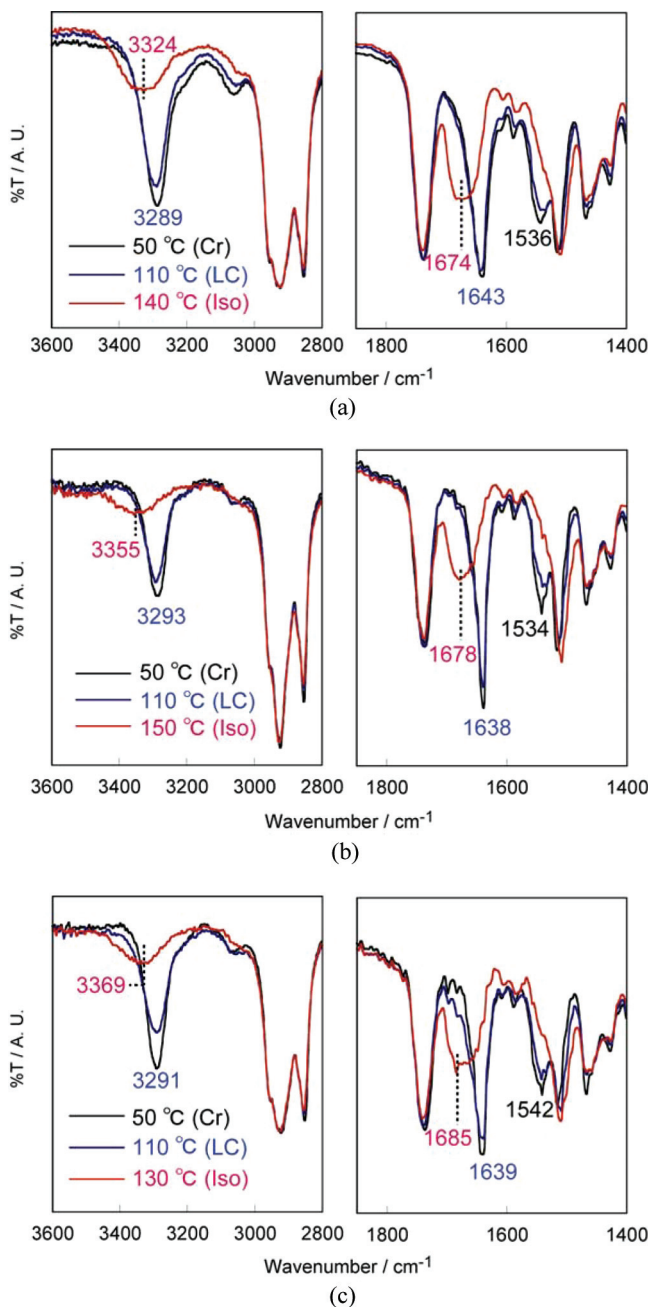 %T / A. U.
3324
3289
50 °C (Cr)
110 °C (LC)
140 °C (Iso)
3600 3400 3200 3000 2800
Wavenumber / cm-1
1674
1643
1536
1800 1600 1400
(a)
%T / A. U.
3355
3293
50 °C (Cr)
110 °C (LC)
150 °C (Iso)
3600 3400 3200 3000 2800
Wavenumber / cm-1
1678
1638
1534
1800 1600 1400
(b)
%T / A. U.
3369
3291
50 °C (Cr)
110 °C (LC)
130 °C (Iso)
3600 3400 3200 3000 2800
Wavenumber / cm-1
1685
1639
1542
1800 1600 1400
(c)